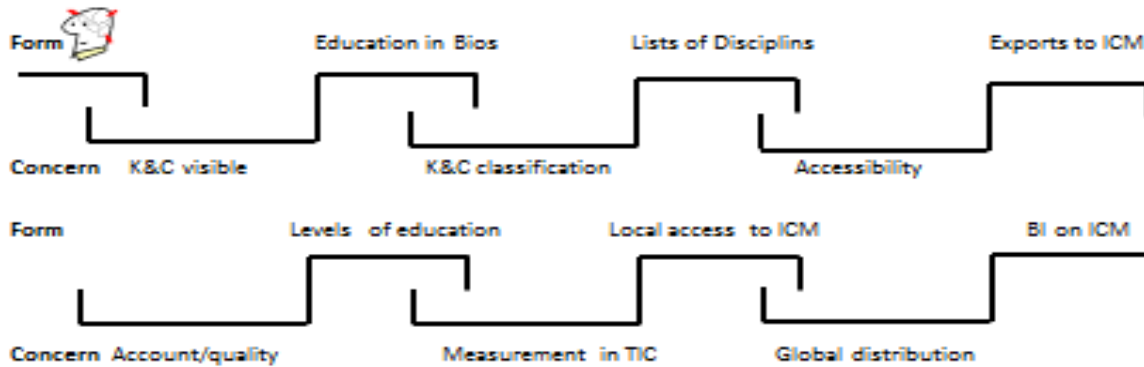 Form Education in Bios Lists of Disciplins Exports to ICM
Concern K&C visible K&C classification Accessibility
Form Levels of education Local access to ICM BI on ICM
Concern Account/quality Measurement in TIC Global distribution